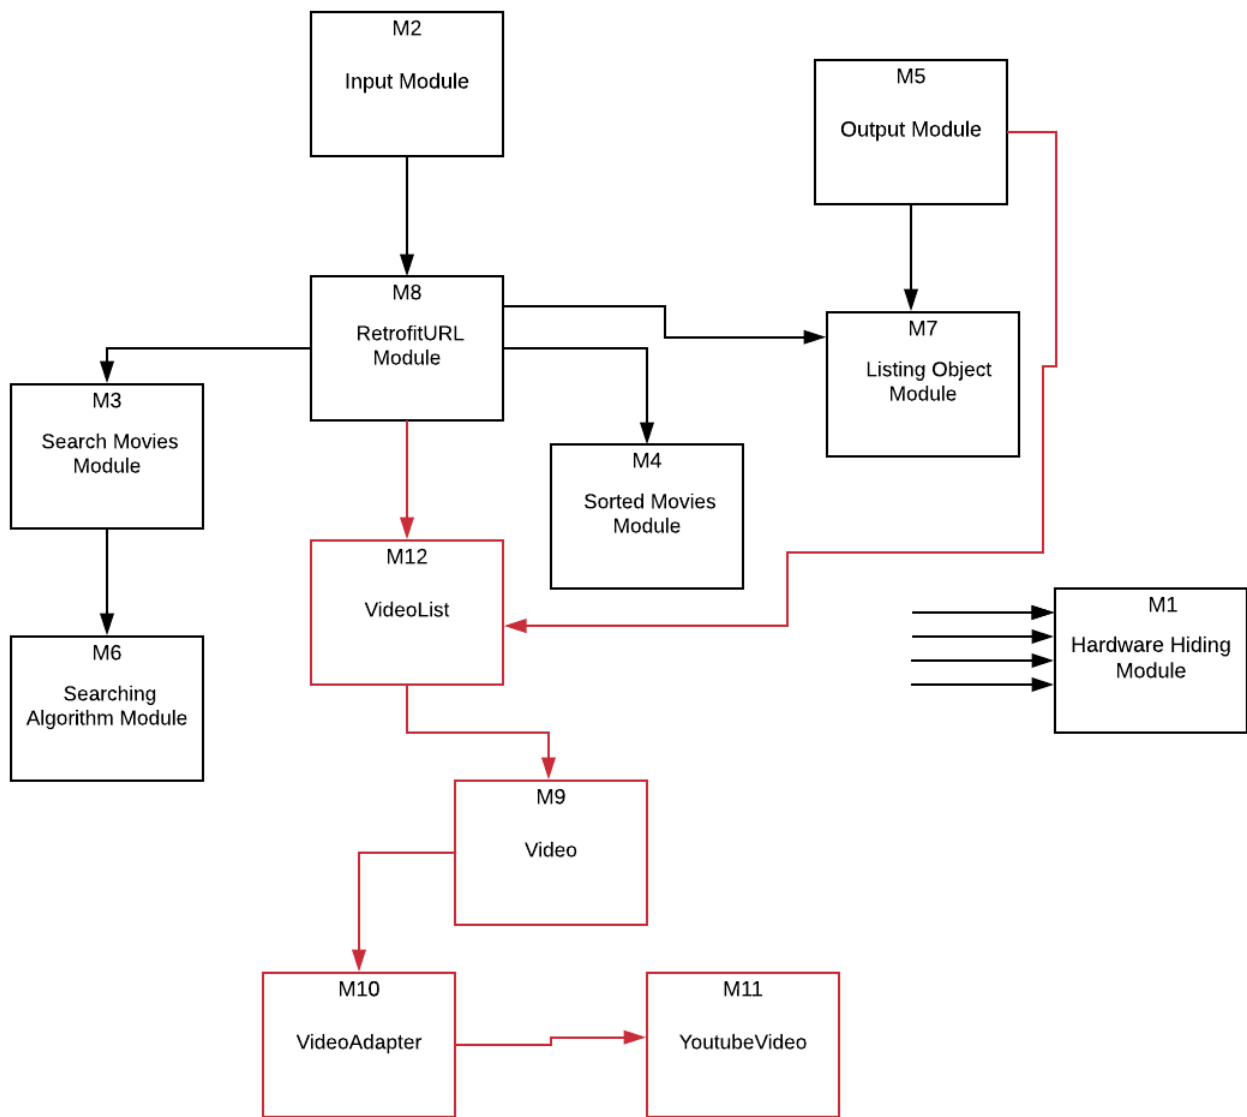 M2
Input Module
M5
Output Module
M8
RetrofitURL
Module
M7
Listing Object
Module
M3
Search Movies
Module
M4
Sorted Movies
Module
M12
VideoList
M1
Hardware Hiding
Module
M6
Searching
Algorithm Module
M9
Video
M10
VideoAdapter
M11
YoutubeVideo